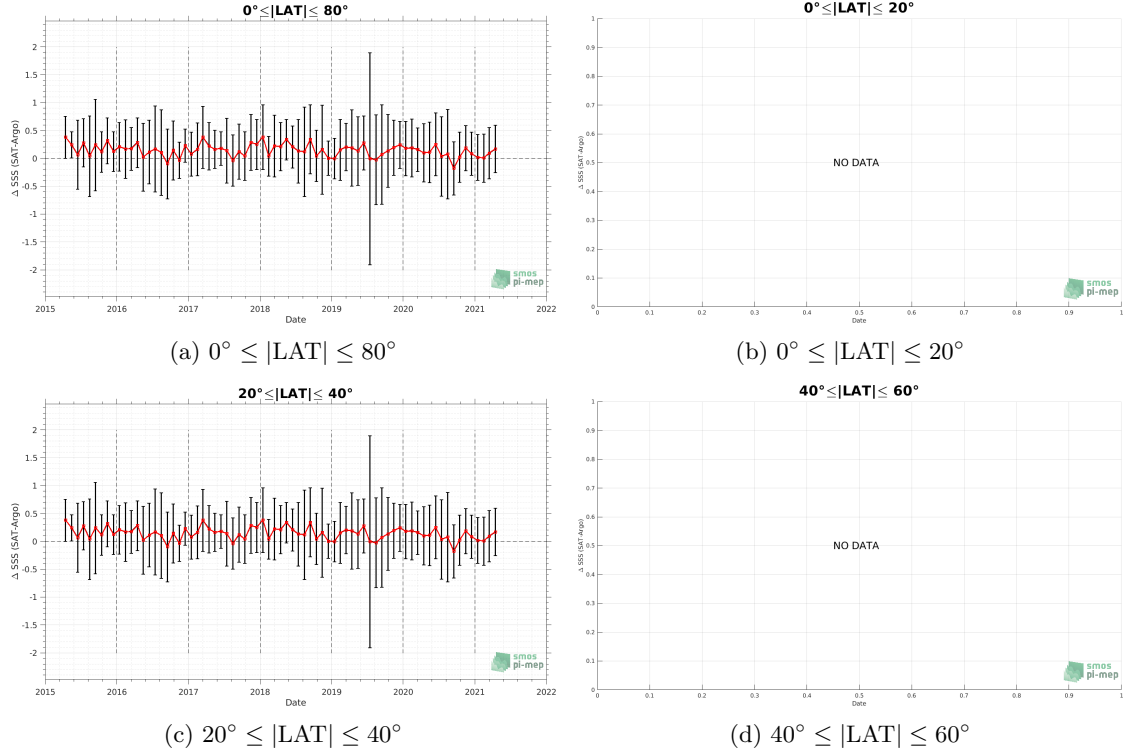 0°≤|LAT|≤ 80°
Δ SSS (SAT-Argo)
2
1.5
1
0.5
0
-0.5
-1
-1.5
-2
2015 2016 2017 2018 2019 2020 2021 2022
Date
smos
pi-mep
(a) 0° ≤ |LAT| ≤ 80°
0°≤|LAT|≤ 20°
Δ SSS (SAT-Argo)
1
0.9
0.8
0.7
0.6
0.5
0.4
0.3
0.2
0.1
0
NO DATA
0 0.1 0.2 0.3 0.4 0.5 0.6 0.7 0.8 0.9 1
Date
smos
pi-mep
(b) 0° ≤ |LAT| ≤ 20°
20°≤|LAT|≤ 40°
Δ SSS (SAT-Argo)
2
1.5
1
0.5
0
-0.5
-1
-1.5
-2
2015 2016 2017 2018 2019 2020 2021 2022
Date
smos
pi-mep
(c) 20° ≤ |LAT| ≤ 40°
40°≤|LAT|≤ 60°
Δ SSS (SAT-Argo)
1
0.9
0.8
0.7
0.6
0.5
0.4
0.3
0.2
0.1
0
NO DATA
0 0.1 0.2 0.3 0.4 0.5 0.6 0.7 0.8 0.9 1
Date
smos
pi-mep
(d) 40° ≤ |LAT| ≤ 60°